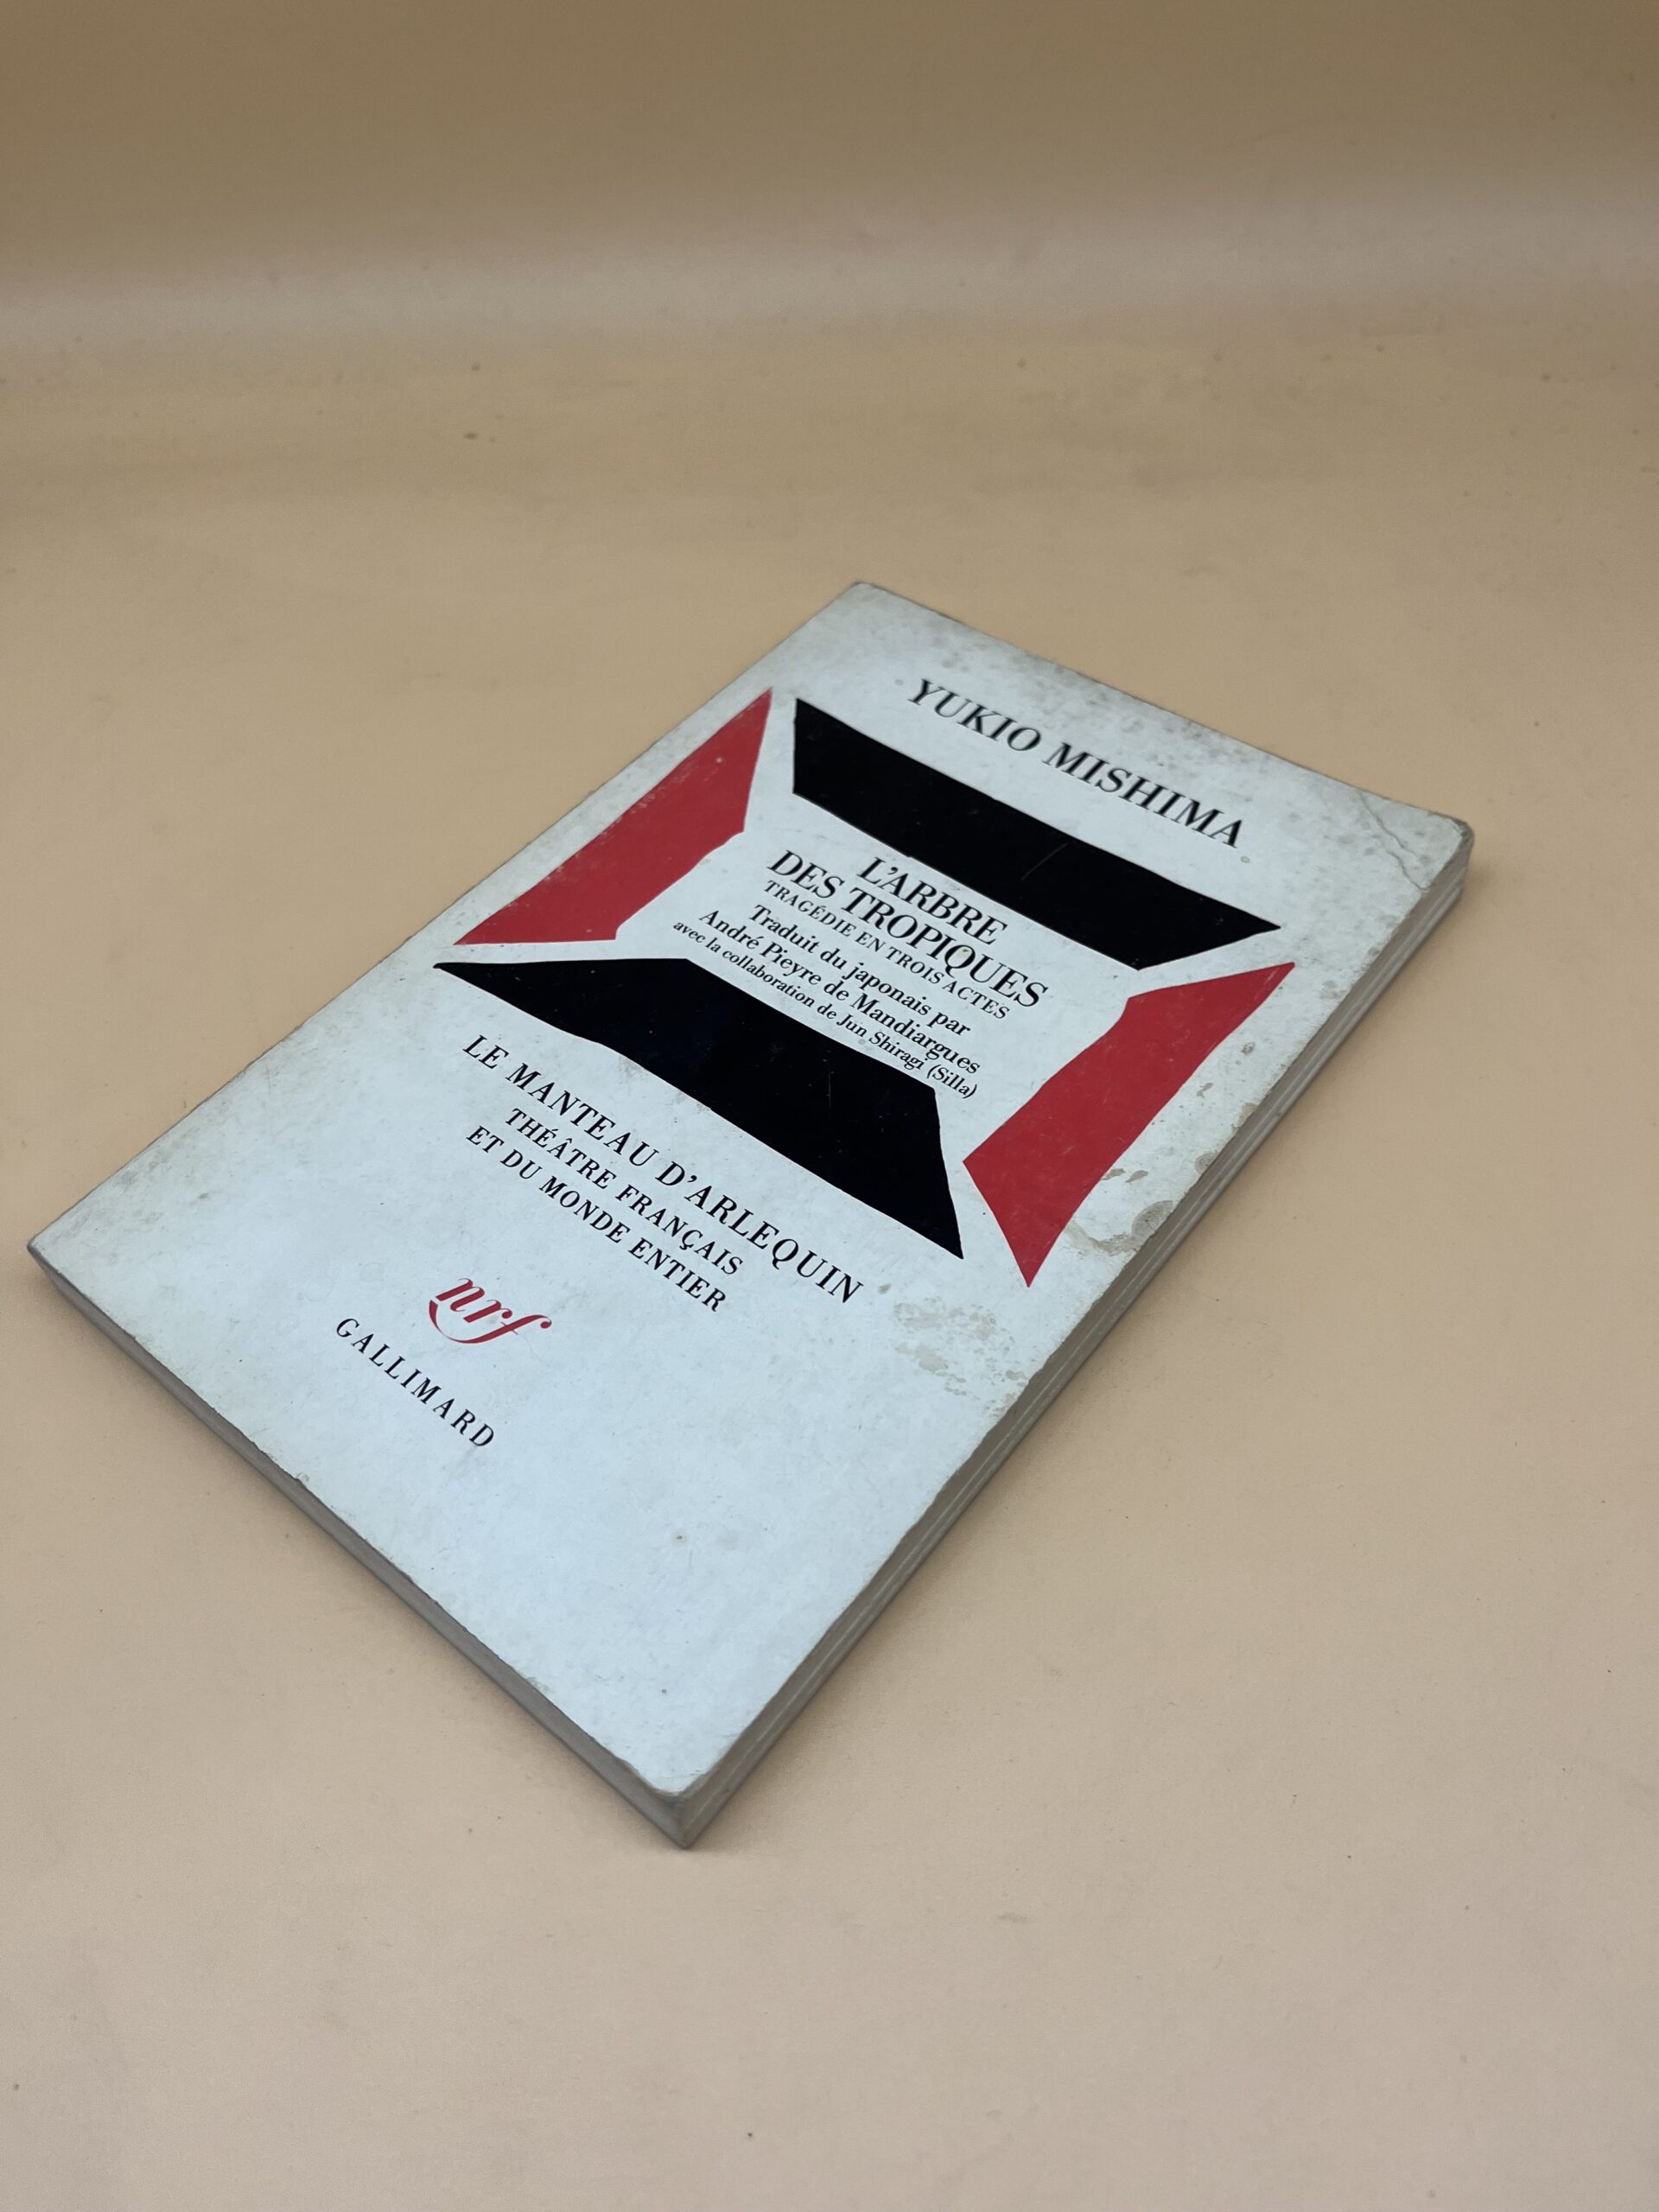 YUKIO MISHIMA
L'ARBRE
DES TROPIQUES
TRAGÉDIE EN TROIS ACTES
Traduit du japonais par
André Pieyre de Mandiargues
avec la collaboration de Jun Shiragi (Silla)
LE MANTEAU D'ARLEQUIN
THÉÂTRE FRANÇAIS
ET DU MONDE ENTIER
nrf
GALLIMARD